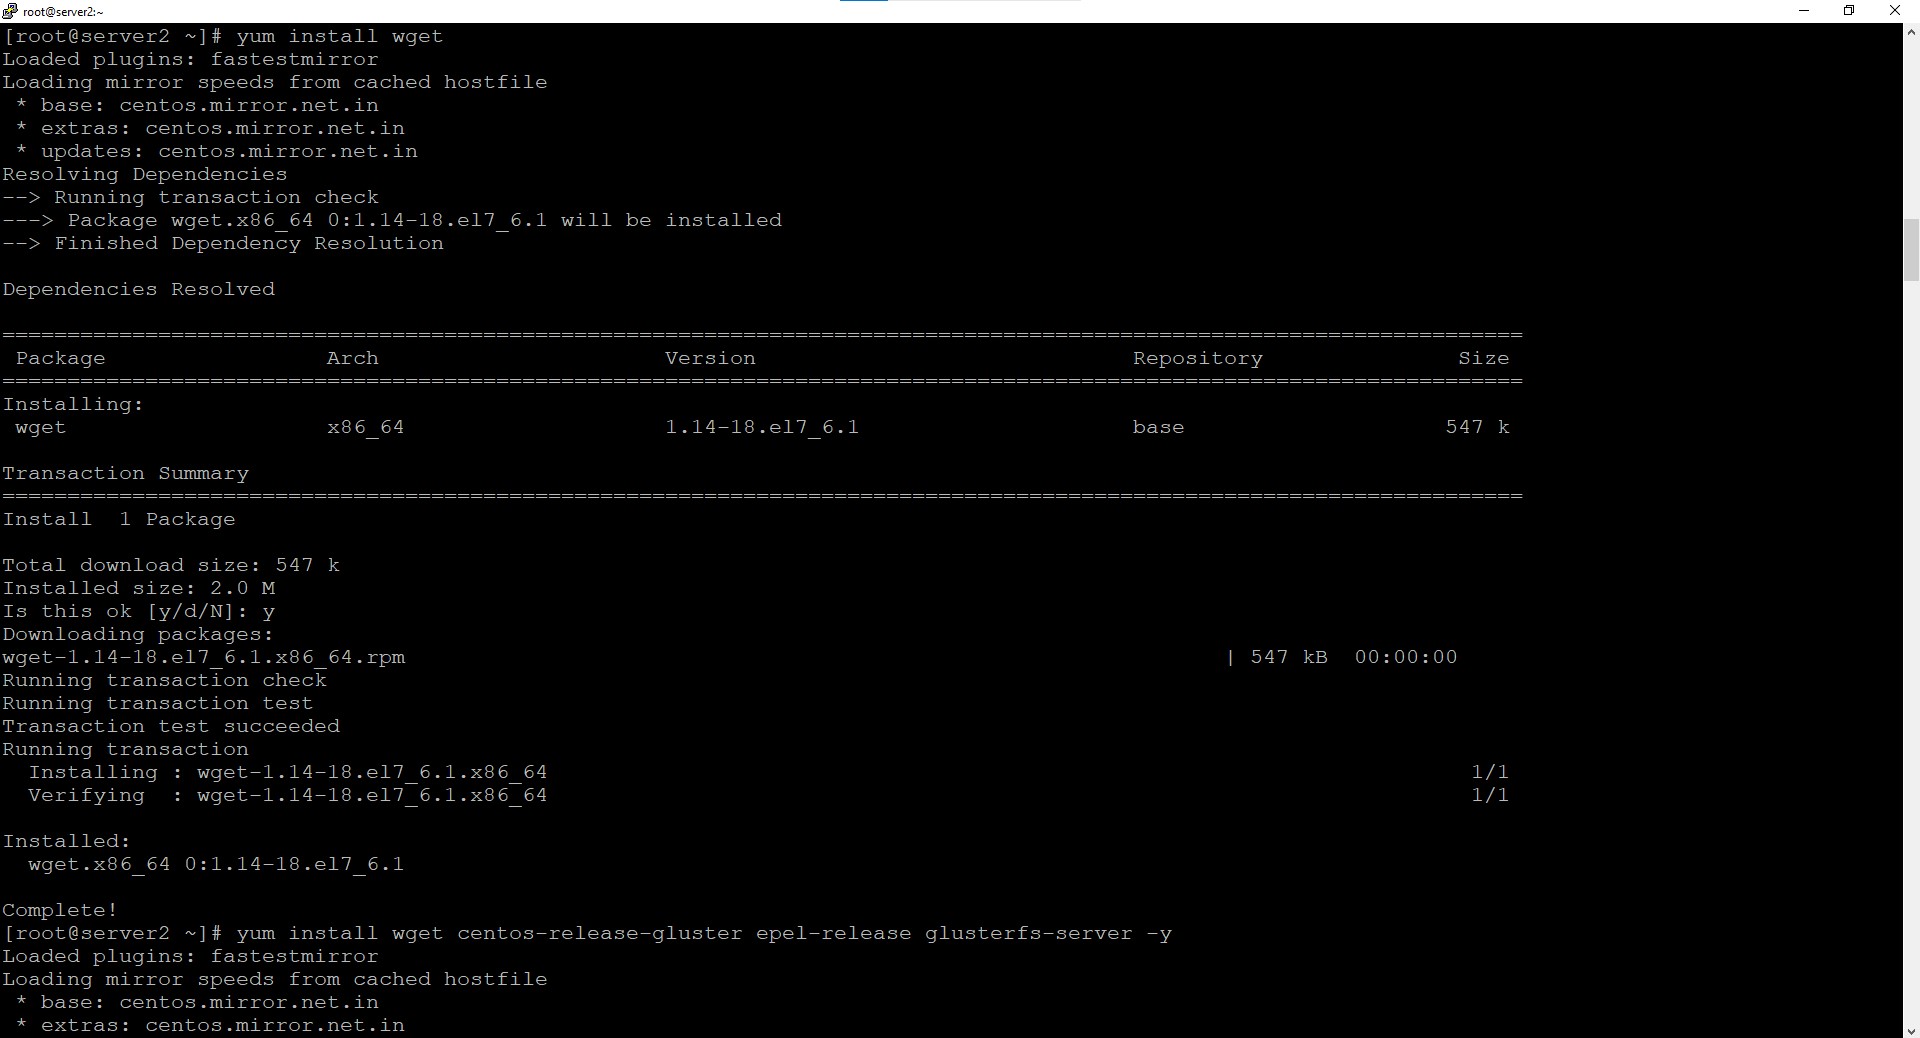 root@server2:~
[root@server2 ~]# yum install wget
Loaded plugins: fastestmirror
Loading mirror speeds from cached hostfile
 * base: centos.mirror.net.in
 * extras: centos.mirror.net.in
 * updates: centos.mirror.net.in
Resolving Dependencies
--> Running transaction check
---> Package wget.x86_64 0:1.14-18.el7_6.1 will be installed
--> Finished Dependency Resolution

Dependencies Resolved

=====================================================================================================================
 Package                 Arch                      Version                             Repository               Size
=====================================================================================================================
Installing:
 wget                    x86_64                    1.14-18.el7_6.1                     base                    547 k

Transaction Summary
=====================================================================================================================
Install  1 Package

Total download size: 547 k
Installed size: 2.0 M
Is this ok [y/d/N]: y
Downloading packages:
wget-1.14-18.el7_6.1.x86_64.rpm                                                               | 547 kB  00:00:00
Running transaction check
Running transaction test
Transaction test succeeded
Running transaction
  Installing : wget-1.14-18.el7_6.1.x86_64                                                                       1/1
  Verifying  : wget-1.14-18.el7_6.1.x86_64                                                                       1/1

Installed:
  wget.x86_64 0:1.14-18.el7_6.1

Complete!
[root@server2 ~]# yum install wget centos-release-gluster epel-release glusterfs-server -y
Loaded plugins: fastestmirror
Loading mirror speeds from cached hostfile
 * base: centos.mirror.net.in
 * extras: centos.mirror.net.in